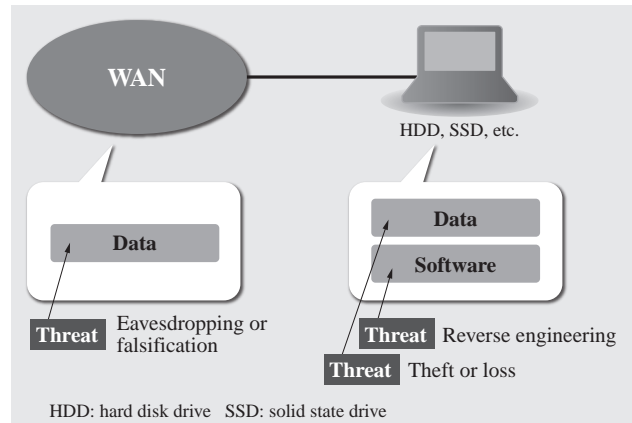 WAN
HDD, SSD, etc.
Data
Data
Software
Threat
Eavesdropping or
falsification
Threat Reverse engineering
Threat Theft or loss
HDD: hard disk drive SSD: solid state drive